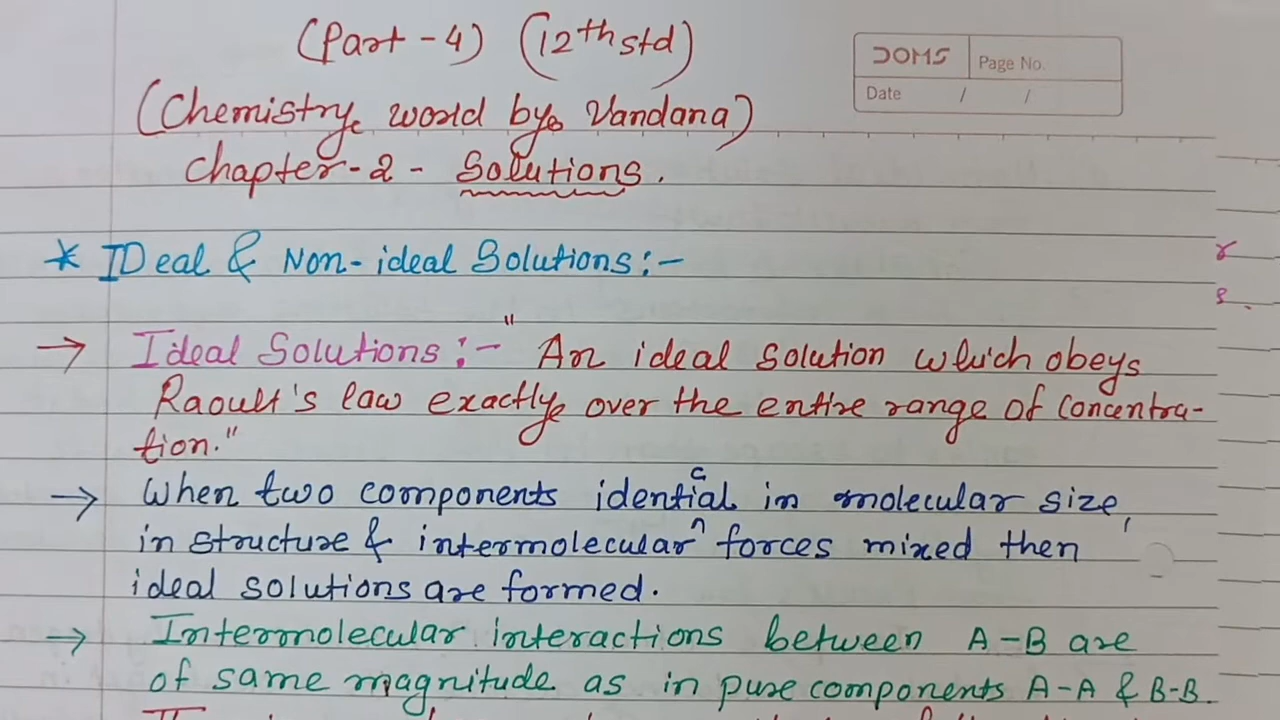 (Part - 4) (12th std)
DOMS Page No.
Date / /
(Chemistry world by Vandana)
Chapter-2 - Solutions.
* IDeal & Non-ideal Solutions:-
→ Ideal Solutions :- "An ideal solution which obeys
Raoult's law exactly over the entire range of Concentra-
tion."
→ When two components identical in molecular size,
in structure & intermolecular forces mixed then
ideal solutions are formed.
→ Intermolecular interactions between A-B are
of same magnitude as in pure components A-A & B-B.